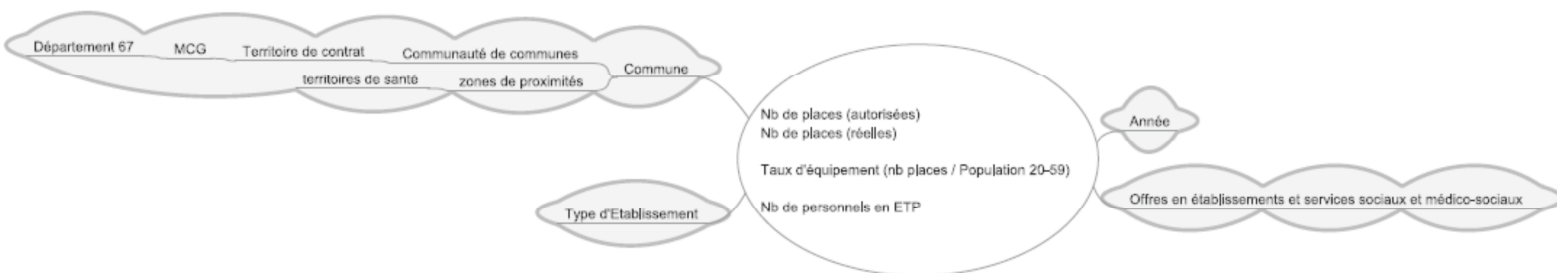 Département 67
MCG
Territoire de contrat
Communauté de communes
Commune
territoires de santé
zones de proximités
Nb de places (autorisées)
Nb de places (réelles)
Taux d'équipement (nb places / Population 20-59)
Nb de personnels en ETP
Année
Type d'Etablissement
Offres en établissements et services sociaux et médico-sociaux